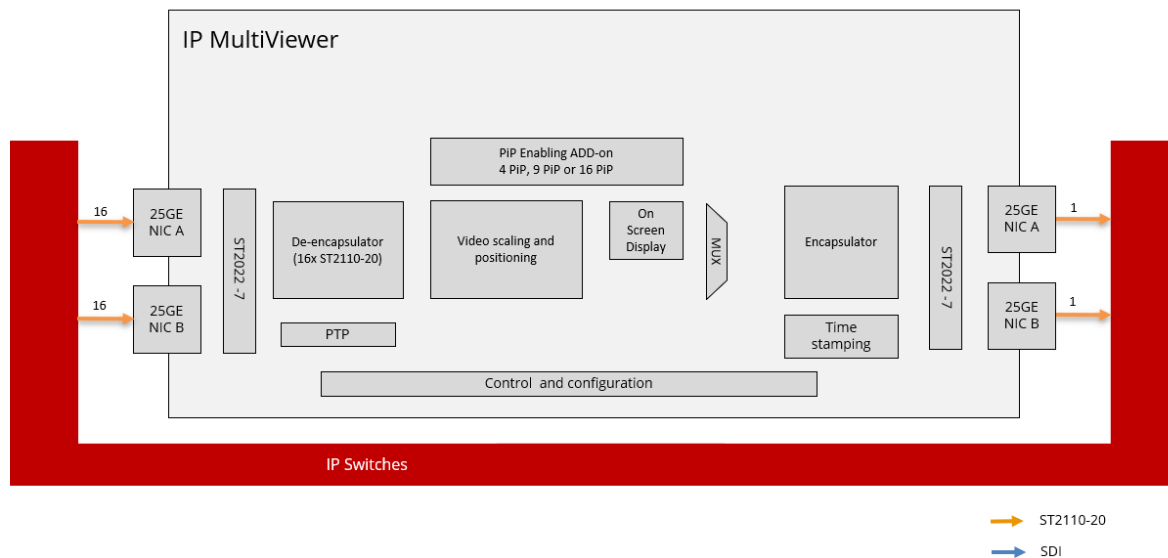 IP MultiViewer
PiP Enabling ADD-on
4 PiP, 9 PiP or 16 PiP
16
25GE
NIC A
16
25GE
NIC B
ST2022 -7
De-encapsulator
(16x ST2110-20)
PTP
Video scaling and
positioning
On
Screen
Display
MUX
Encapsulator
Time
stamping
ST2022 -7
25GE
NIC A
1
25GE
NIC B
1
Control and configuration
IP Switches
ST2110-20
SDI